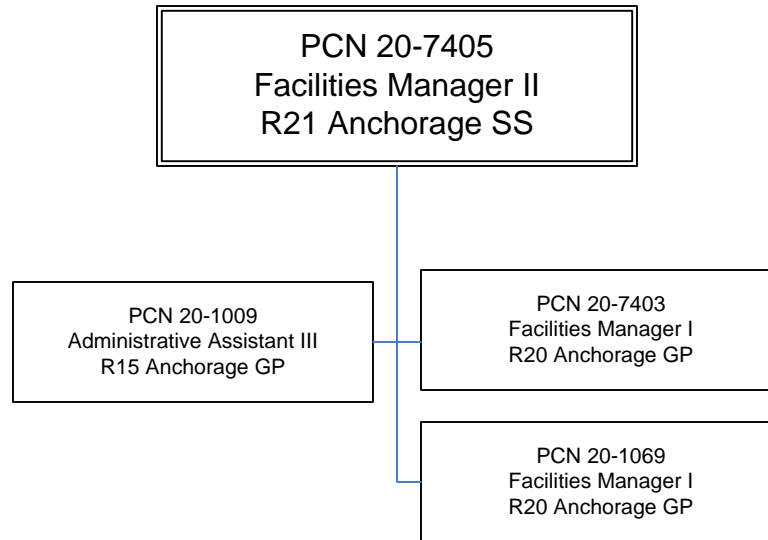 PCN 20-7405
Facilities Manager II
R21 Anchorage SS
PCN 20-1009
Administrative Assistant III
R15 Anchorage GP
PCN 20-7403
Facilities Manager I
R20 Anchorage GP
PCN 20-1069
Facilities Manager I
R20 Anchorage GP